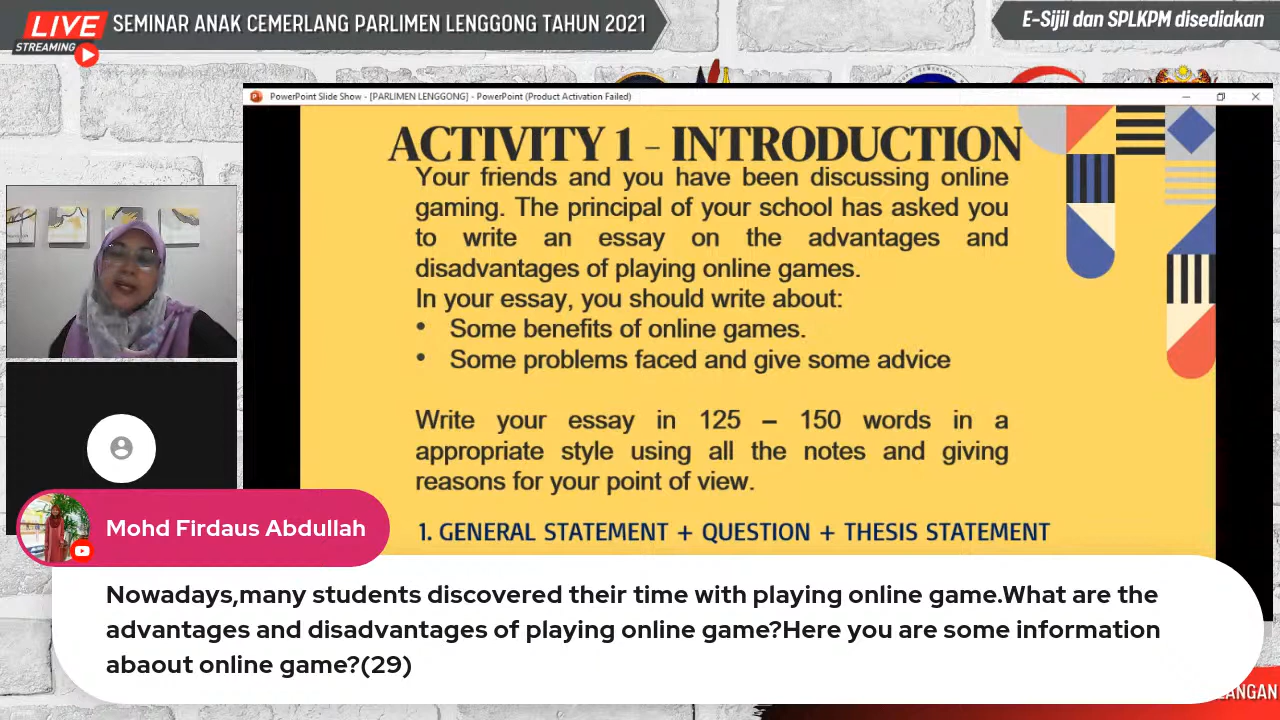 LIVE
STREAMING
SEMINAR ANAK CEMERLANG PARLIMEN LENGGONG TAHUN 2021
E-Sijil dan SPLKPM disediakan
PowerPoint Slide Show - [PARLIMEN LENGGONG] - PowerPoint (Product Activation Failed)
ACTIVITY 1 - INTRODUCTION
Your friends and you have been discussing online
gaming. The principal of your school has asked you
to write an essay on the advantages and
disadvantages of playing online games.
In your essay, you should write about:
• Some benefits of online games.
• Some problems faced and give some advice
Write your essay in 125 – 150 words in a
appropriate style using all the notes and giving
reasons for your point of view.
1. GENERAL STATEMENT + QUESTION + THESIS STATEMENT
Mohd Firdaus Abdullah
Nowadays,many students discovered their time with playing online game.What are the
advantages and disadvantages of playing online game?Here you are some information
abaout online game?(29)